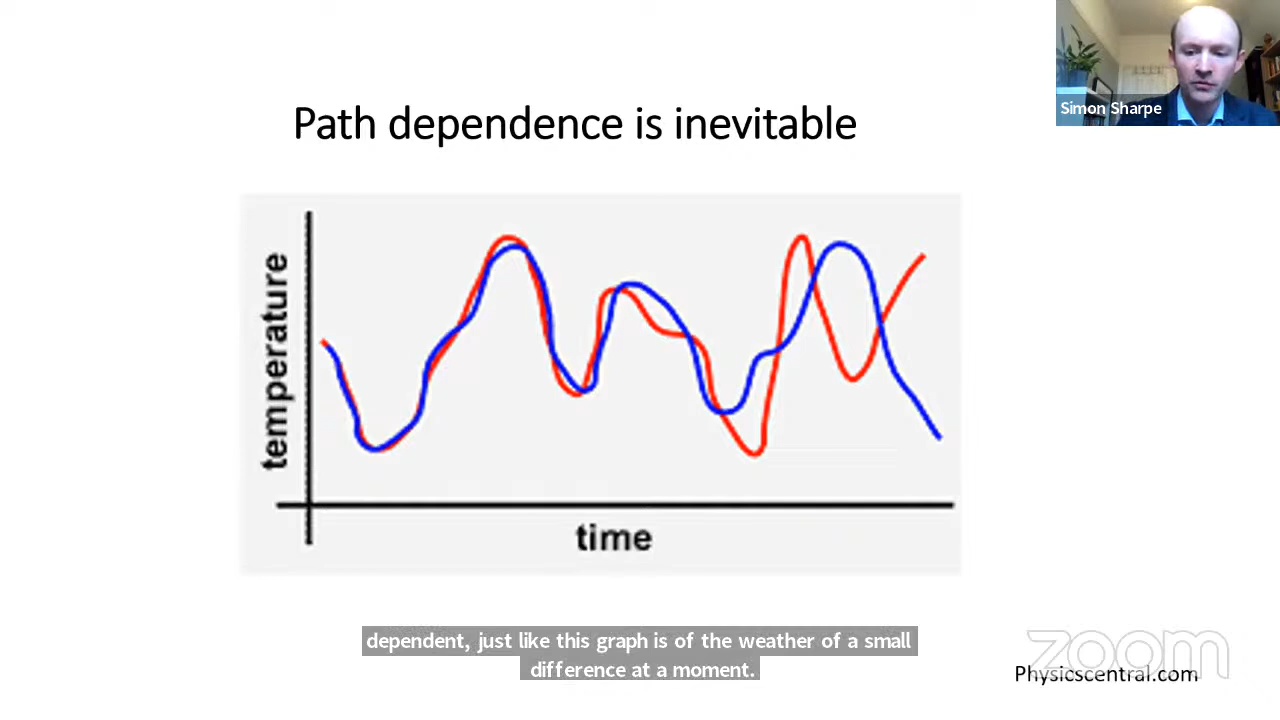 Simon Sharpe
Path dependence is inevitable
temperature
time
dependent, just like this graph is of the weather of a small
difference at a moment.
zoom
Physicscentral.com